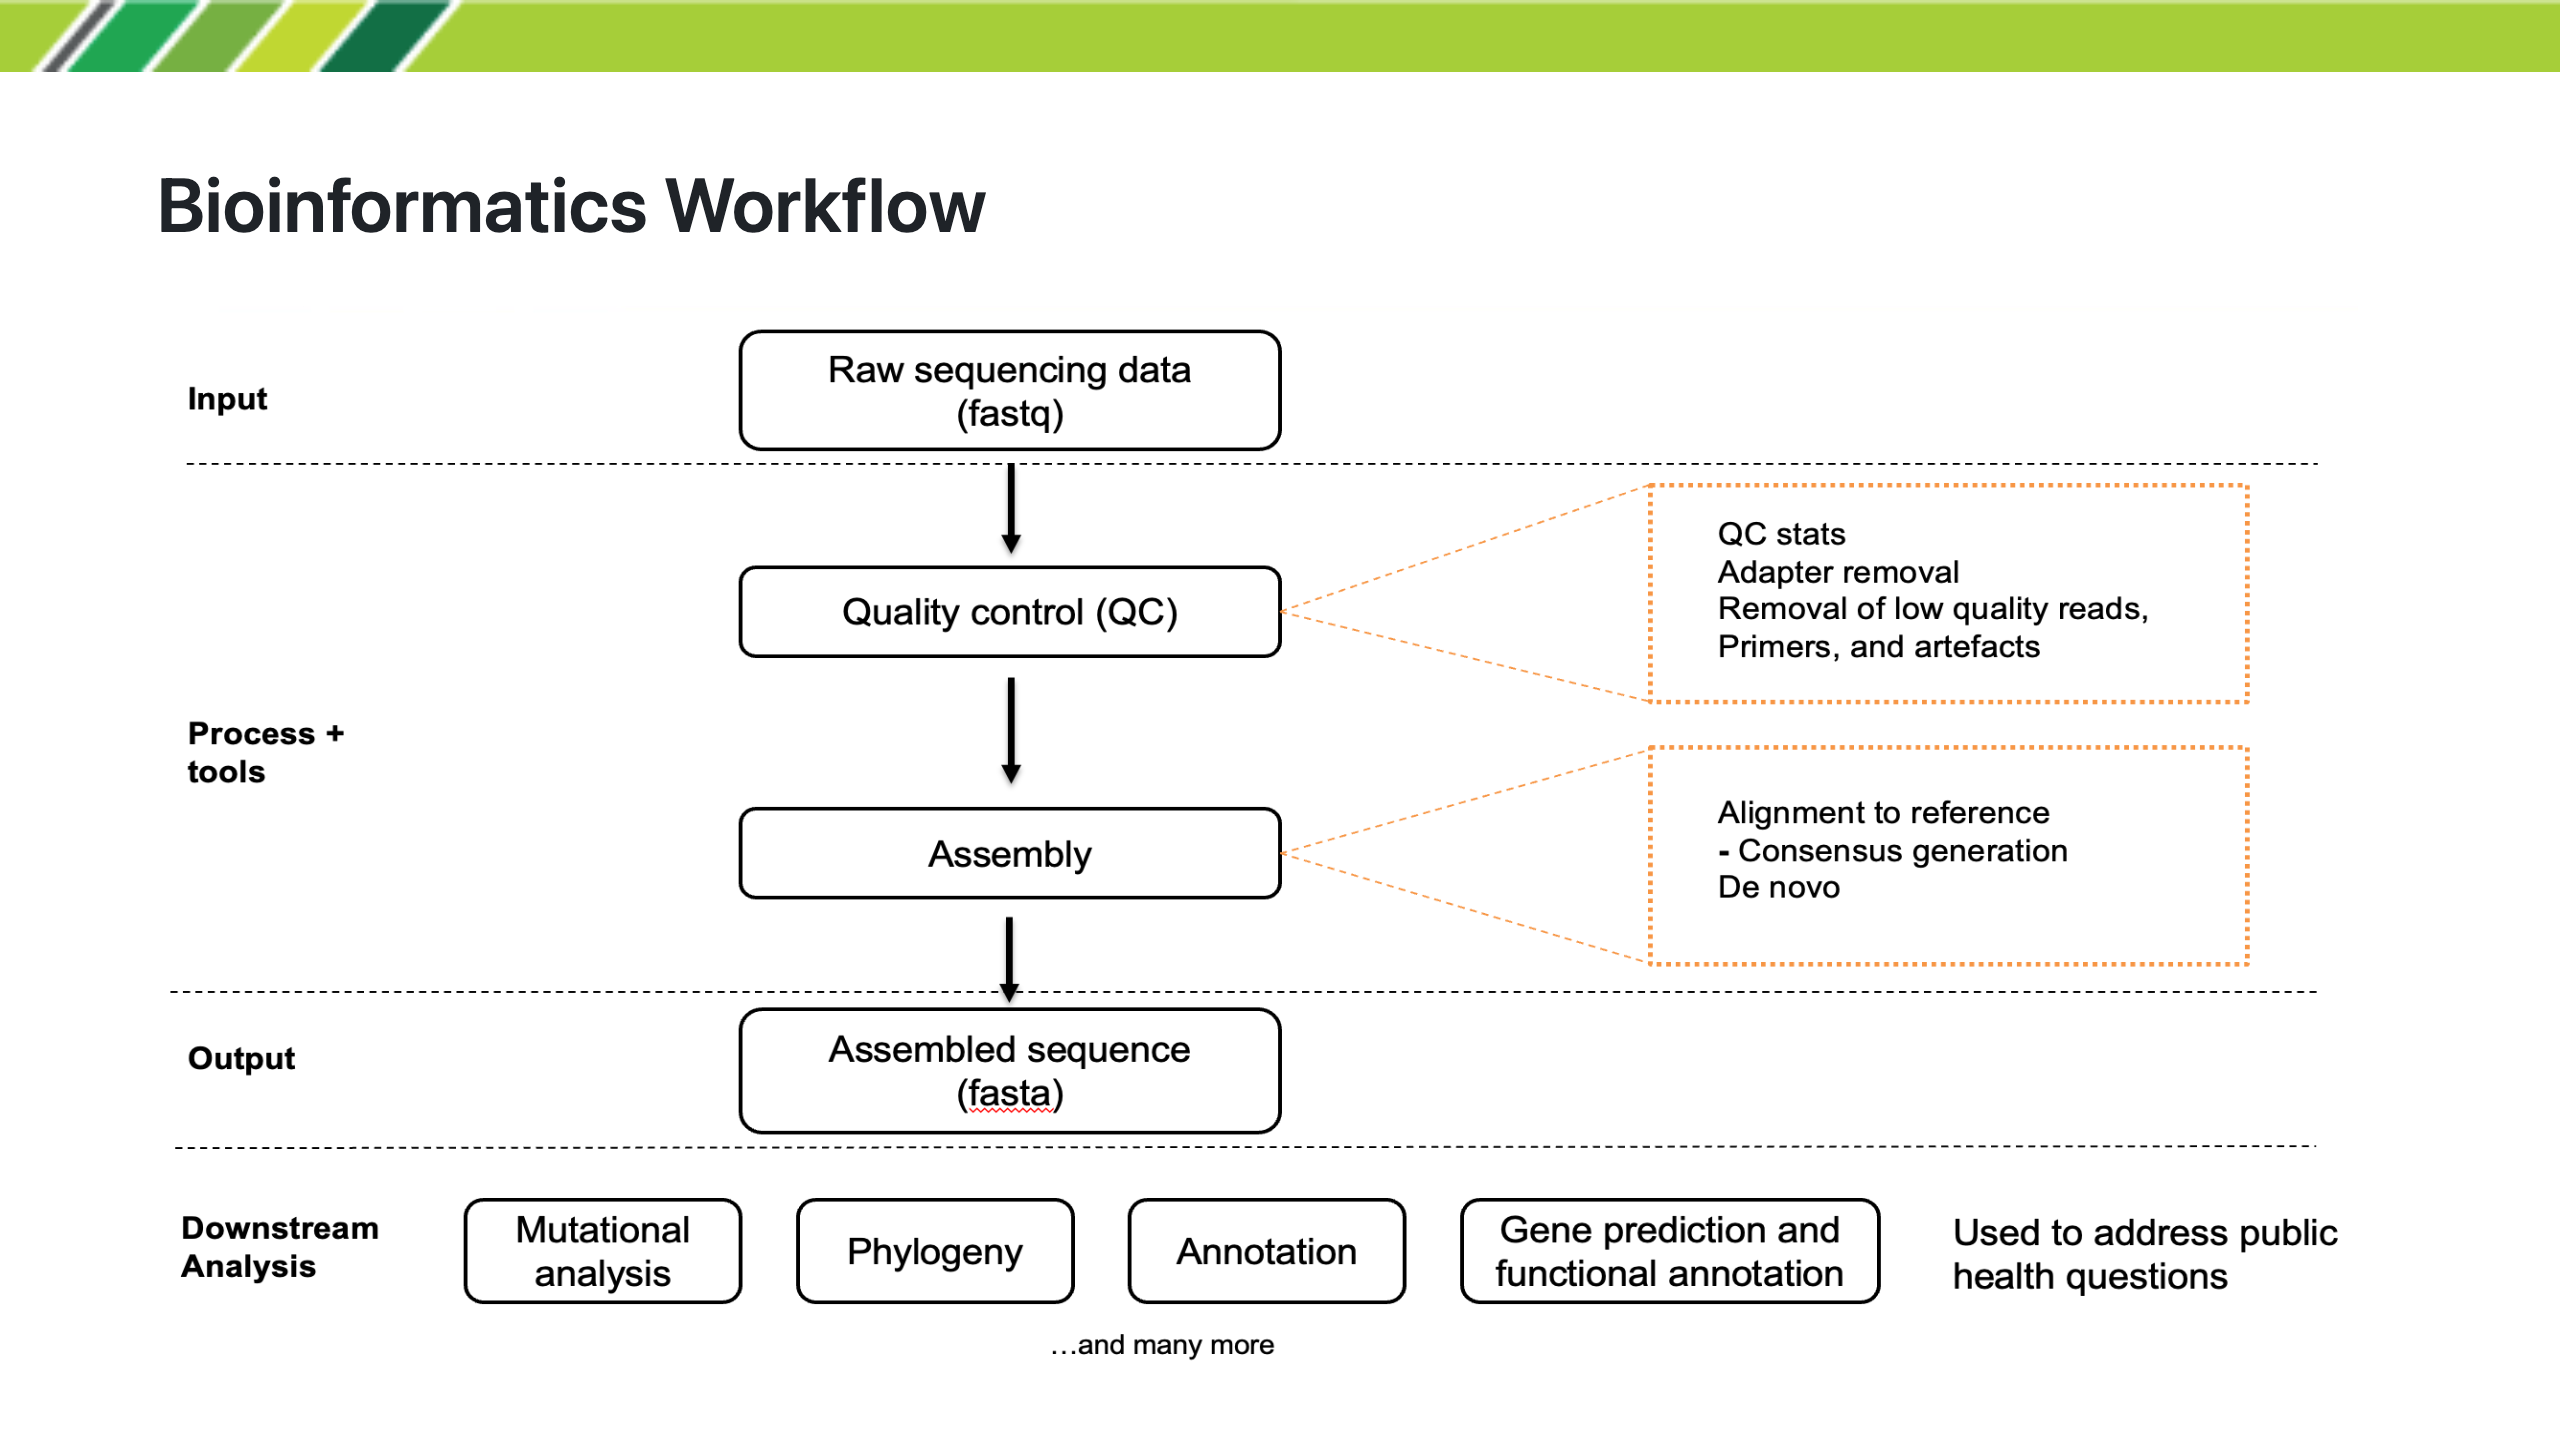 Bioinformatics Workflow
Input
Raw sequencing data
(fastq)
Quality control (QC)
QC stats
Adapter removal
Removal of low quality reads,
Primers, and artefacts
Process +
tools
Assembly
Alignment to reference
- Consensus generation
De novo
Output
Assembled sequence
(fasta)
Downstream
Analysis
Mutational
analysis
Phylogeny
Annotation
Gene prediction and
functional annotation
Used to address public
health questions
…and many more